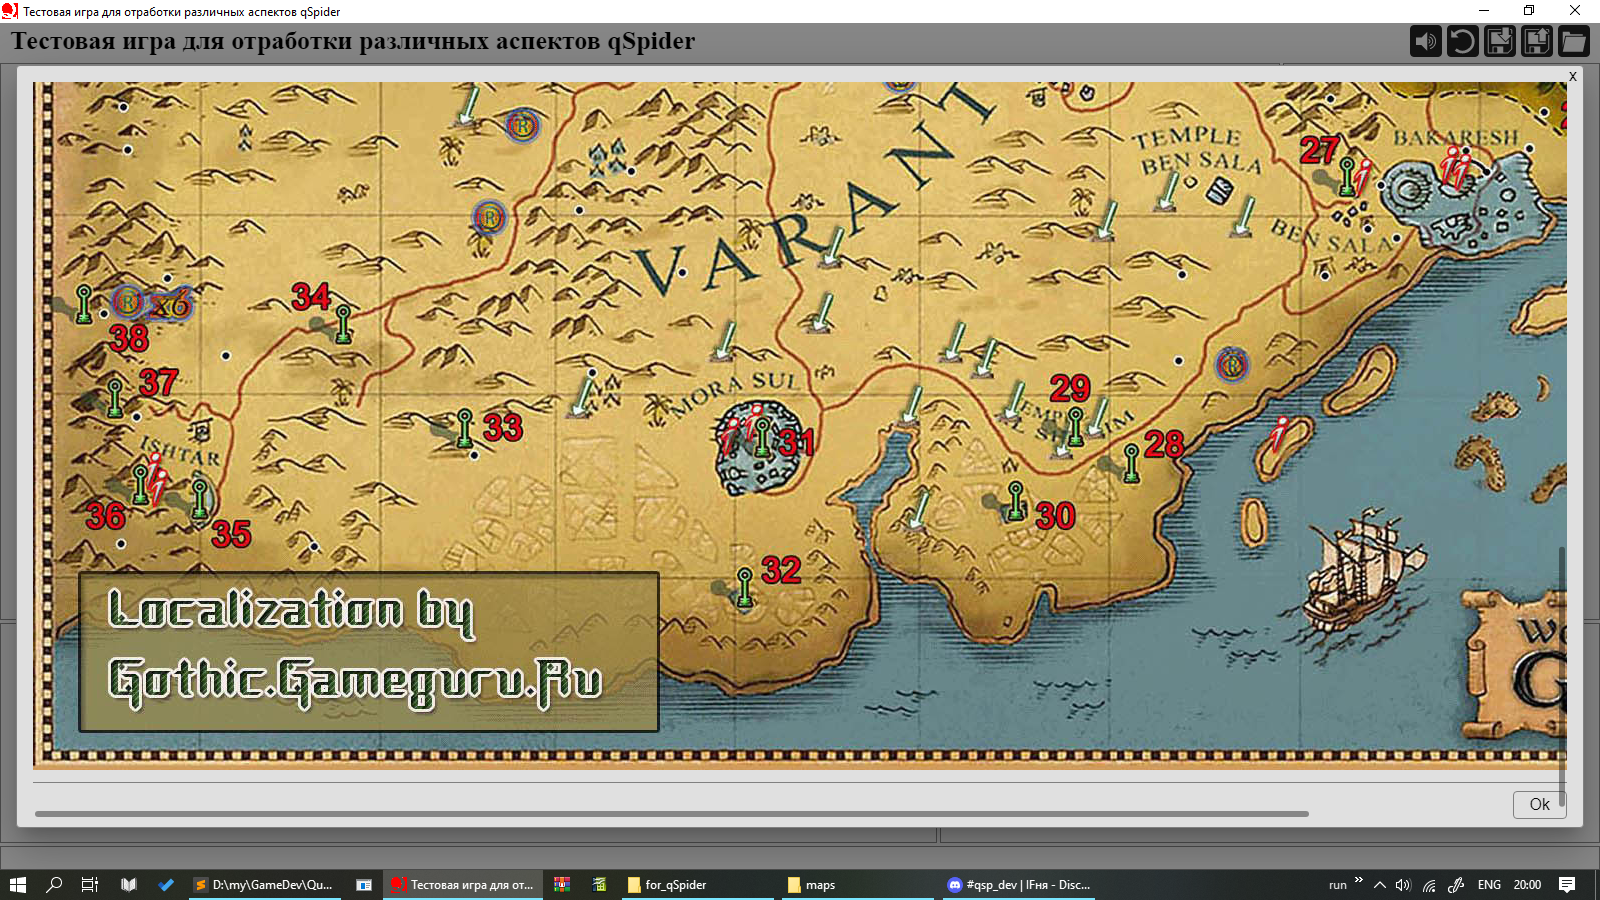 Тестовая игра для отработки различных аспектов qSpider
Тестовая игра для отработки различных аспектов qSpider
x
VARANT
TEMPLE
BEN SALA
27
BAKARESH
BEN SALA
34
R
R
R x6
38
37
MORA SUL
29
R
33
31
28
ISHTAR
36
35
30
32
Localization by
Gothic.Gameguru.Ru
Ok
D:\my\GameDev\Qu...
Тестовая игра для от...
for_qSpider
maps
#qsp_dev | IFня - Disc...
run
ENG
20:00